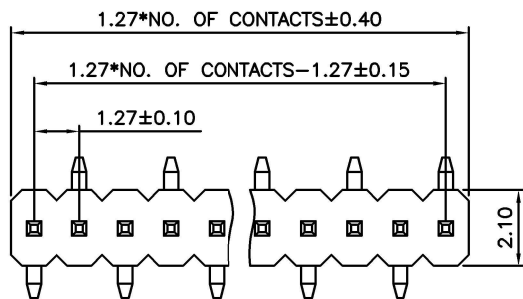 1.27*NO. OF CONTACTS±0.40
1.27*NO. OF CONTACTS-1.27±0.15
1.27±0.10
2.10